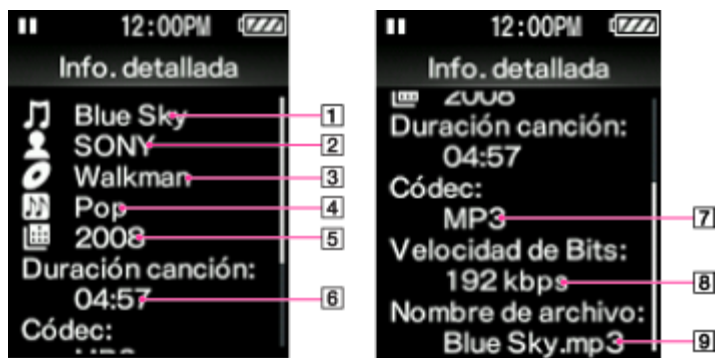 12:00PM
Info. detallada
Blue Sky
1
SONY
2
Walkman
3
Pop
4
2008
5
Duración canción:
04:57
6
Códec:
MP3
12:00PM
Info. detallada
2008
Duración canción:
04:57
Códec:
MP3
7
Velocidad de Bits:
192 kbps
8
Nombre de archivo:
Blue Sky.mp3
9